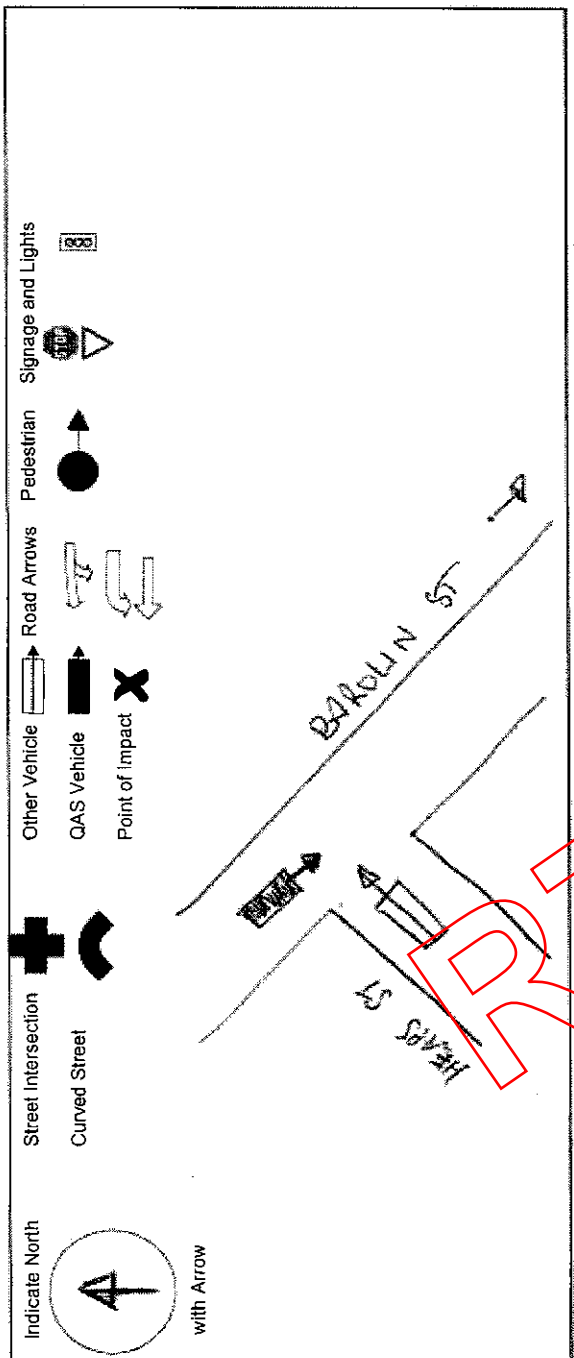 Indicate North
with Arrow
Street Intersection
Curved Street
Other Vehicle
QAS Vehicle
Point of Impact
Road Arrows
Pedestrian
Signage and Lights
BAROLIN ST
HEAPS ST
R